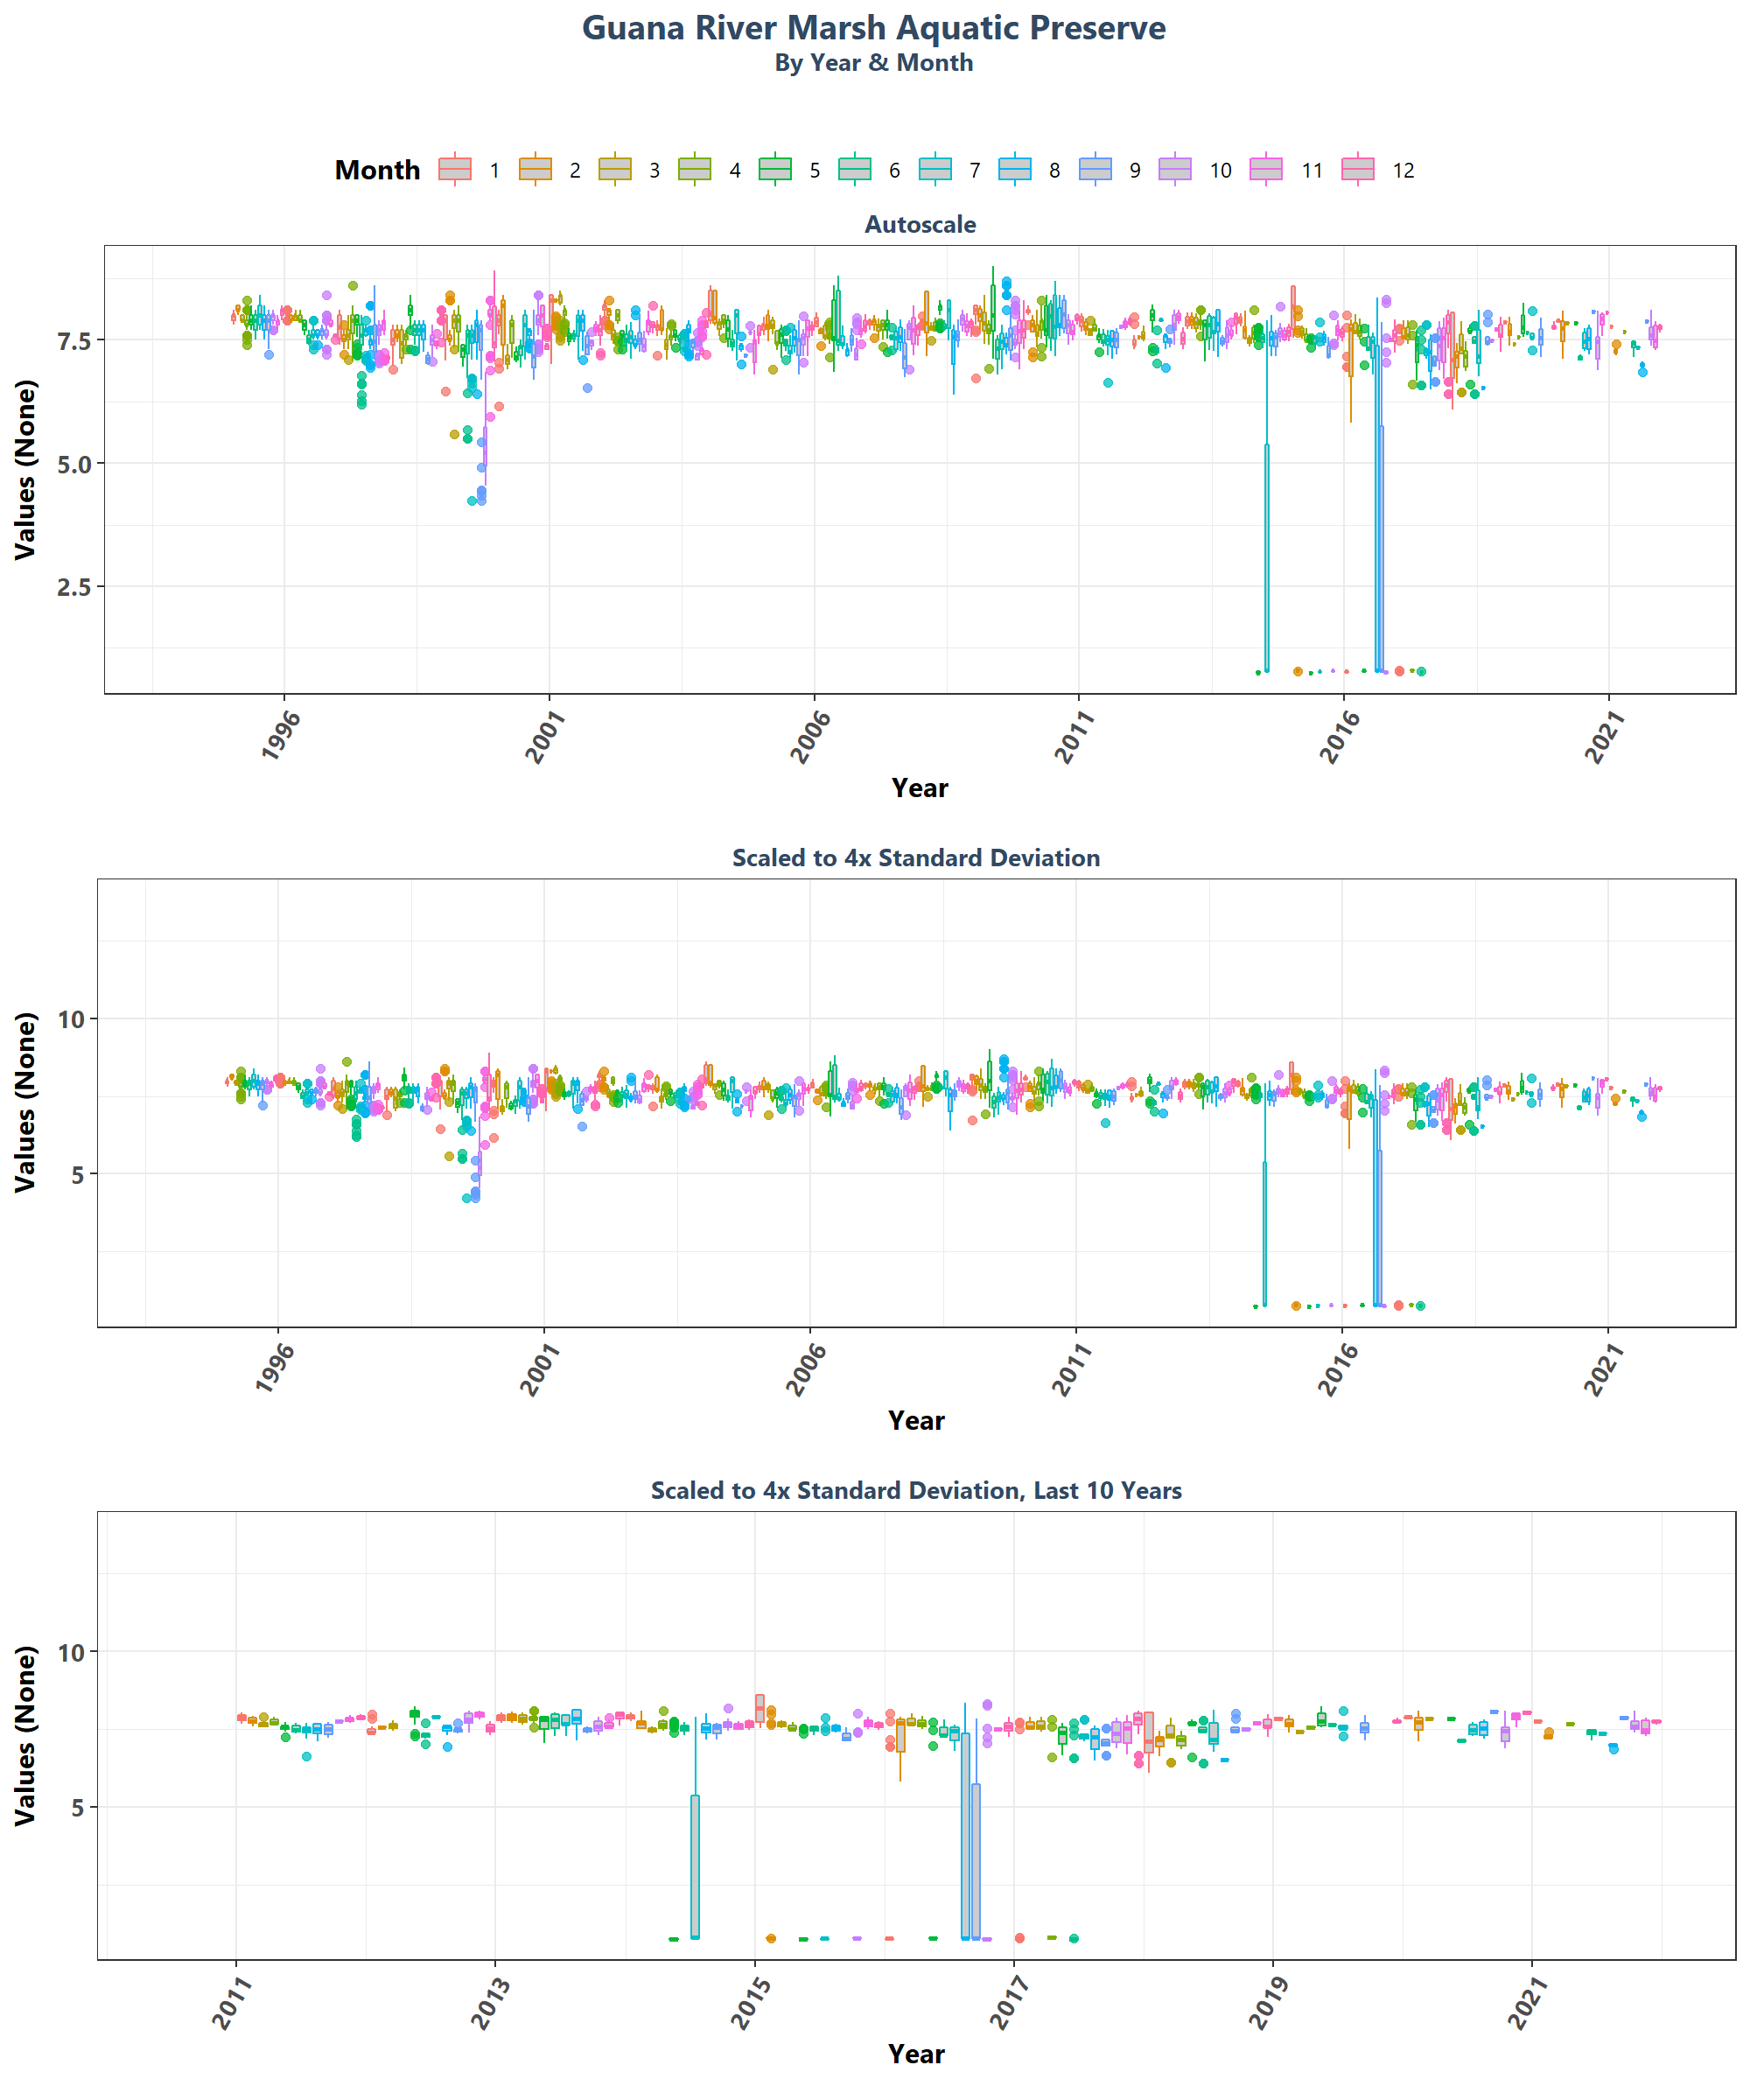 Guana River Marsh Aquatic Preserve
By Year & Month
Month 1 2 3 4 5 6 7 8 9 10 11 12
Autoscale
Values (None)
7.5
5.0
2.5
1996 2001 2006 2011 2016 2021
Year
Scaled to 4x Standard Deviation
Values (None)
10
5
1996 2001 2006 2011 2016 2021
Year
Scaled to 4x Standard Deviation, Last 10 Years
Values (None)
10
5
2011 2013 2015 2017 2019 2021
Year